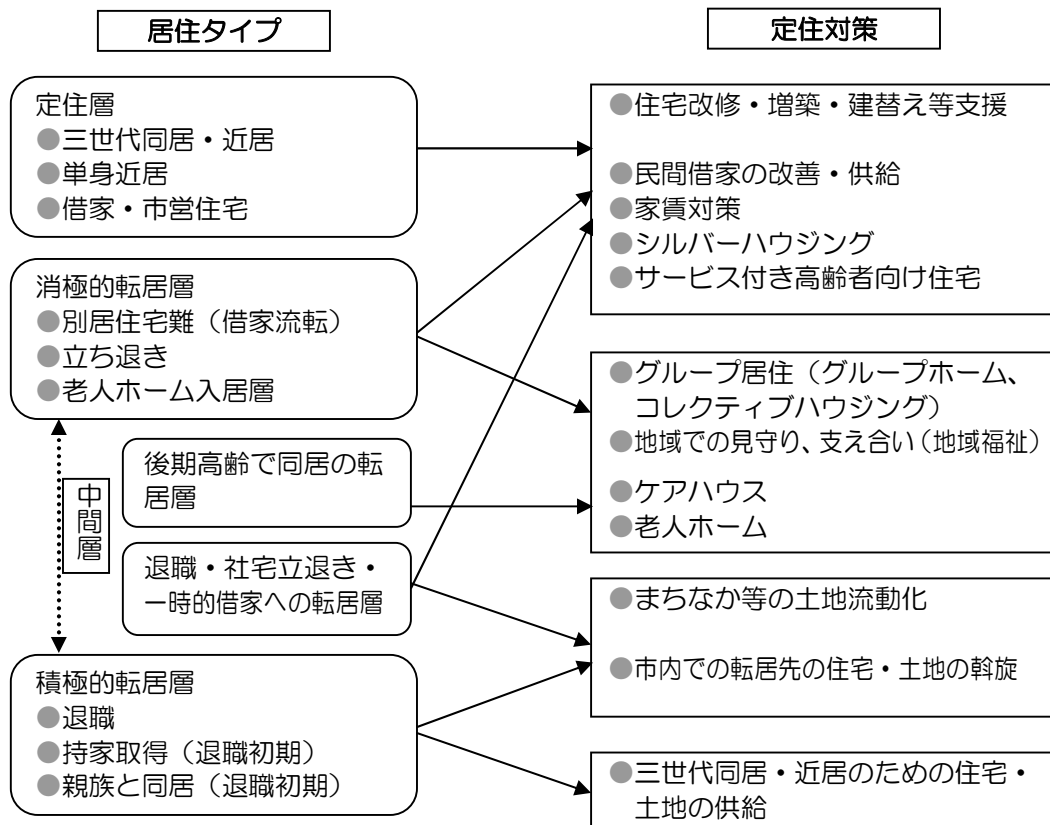 居住タイプ
定住対策
定住層
●三世代同居・近居
●単身近居
●借家・市営住宅
消極的転居層
●別居住宅難（借家流転）
●立ち退き
●老人ホーム入居層
中間層
後期高齢で同居の転
居層
退職・社宅立退き・
一時的借家への転居層
積極的転居層
●退職
●持家取得（退職初期）
●親族と同居（退職初期）
●住宅改修・増築・建替え等支援
●民間借家の改善・供給
●家賃対策
●シルバーハウジング
●サービス付き高齢者向け住宅
●グループ居住（グループホーム、
コレクティブハウジング）
●地域での見守り、支え合い（地域福祉）
●ケアハウス
●老人ホーム
●まちなか等の土地流動化
●市内での転居先の住宅・土地の斡旋
●三世代同居・近居のための住宅・
土地の供給